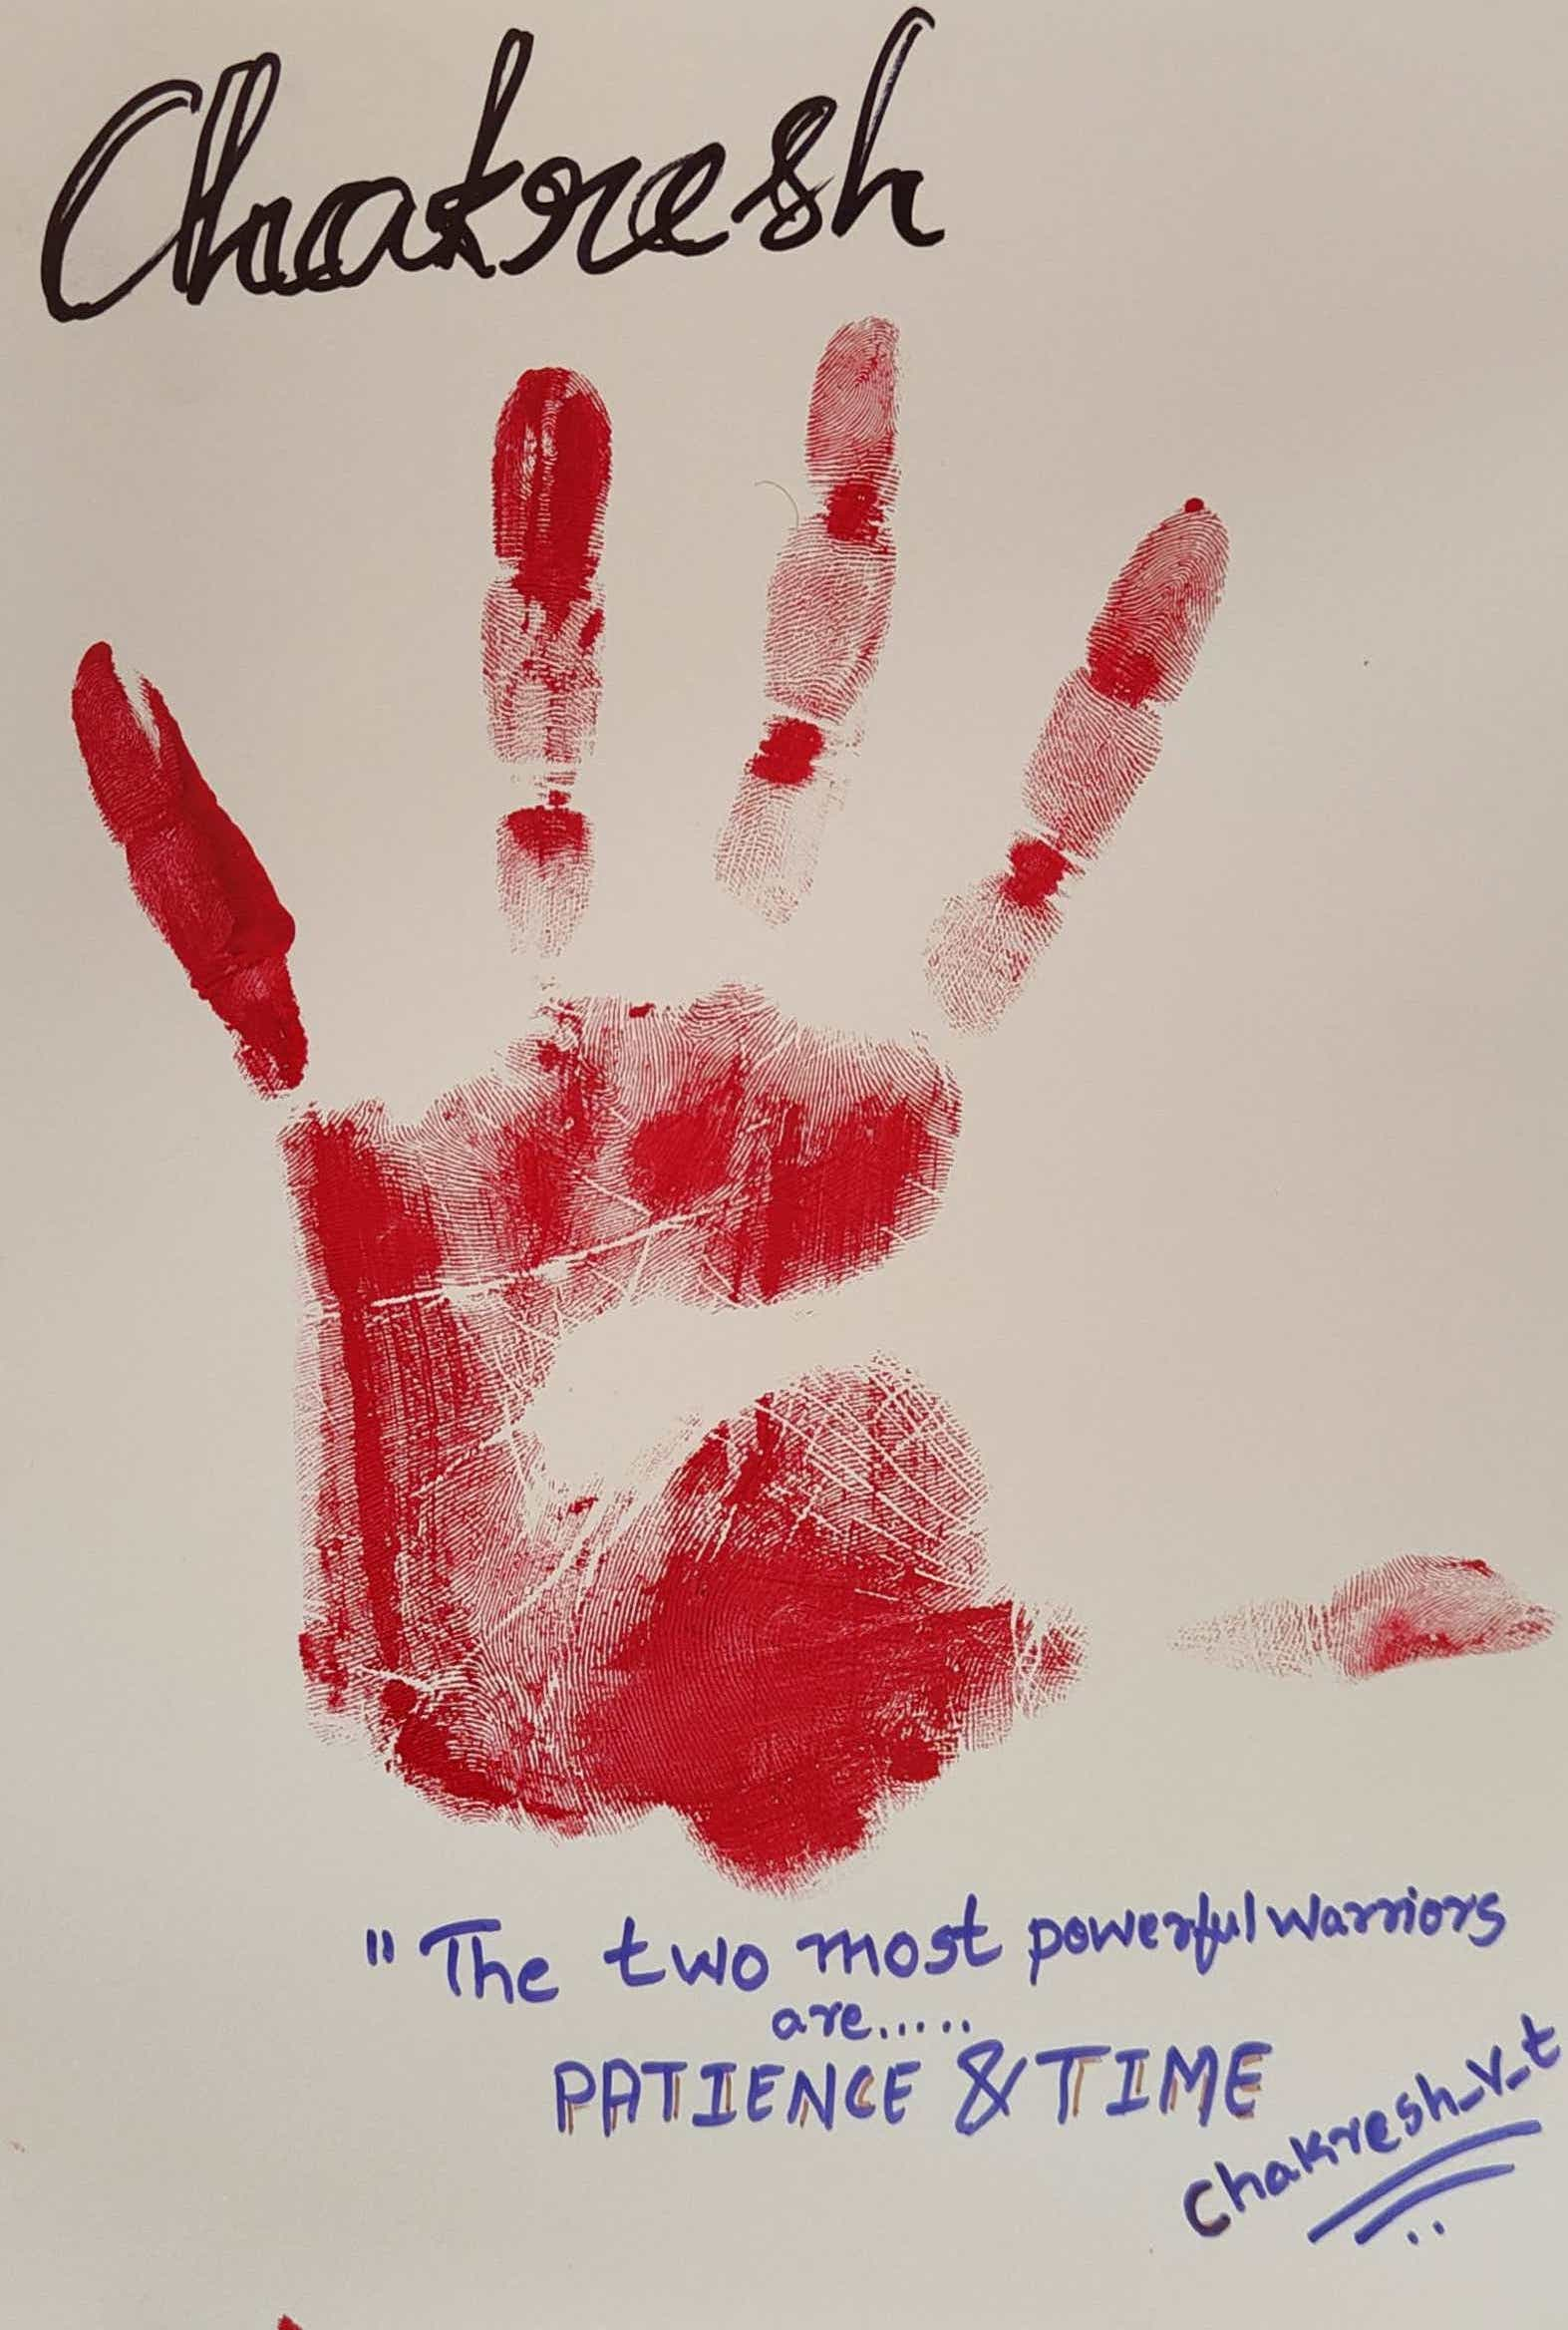 Chakresh
" The two most powerful warriors
are.....
PATIENCE & TIME
Chakresh_v_t